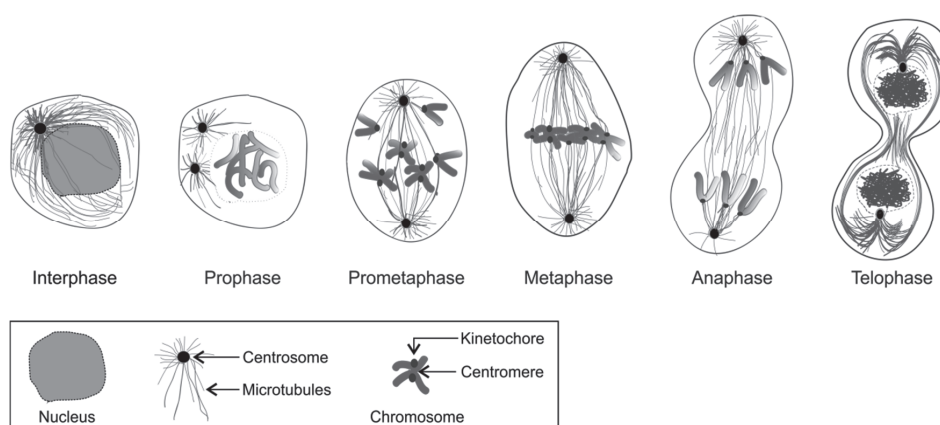 Interphase
Prophase
Prometaphase
Metaphase
Anaphase
Telophase
Nucleus
Centrosome
Microtubules
Kinetochore
Centromere
Chromosome